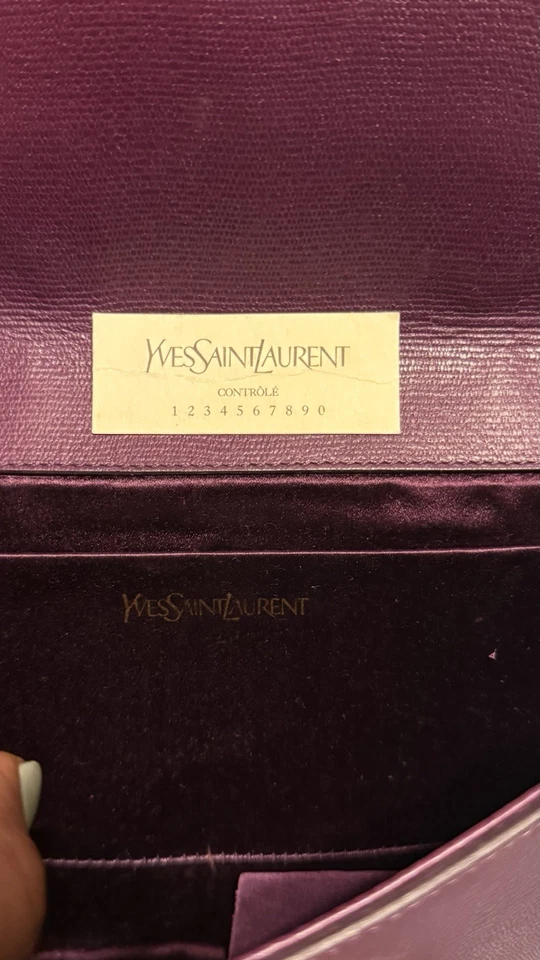 YVESSAINTLAURENT
CONTRÔLÉ
1 2 3 4 5 6 7 8 9 0
YVESSAINTLAURENT